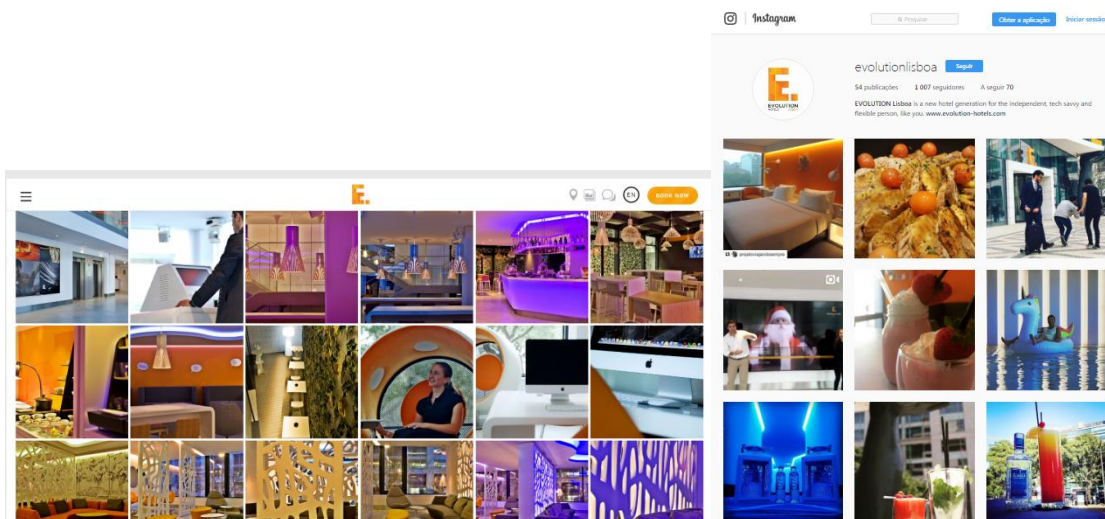 Instagram
Pesquisar
Obter a aplicação
Iniciar sessão
evolutionlisboa
Seguir
54 publicações 1 007 seguidores A seguir 70
EVOLUTION Lisboa is a new hotel generation for the independent, tech savvy and
flexible person, like you. www.evolution-hotels.com
E.
EVOLUTION
E.
EN
BOOK NOW